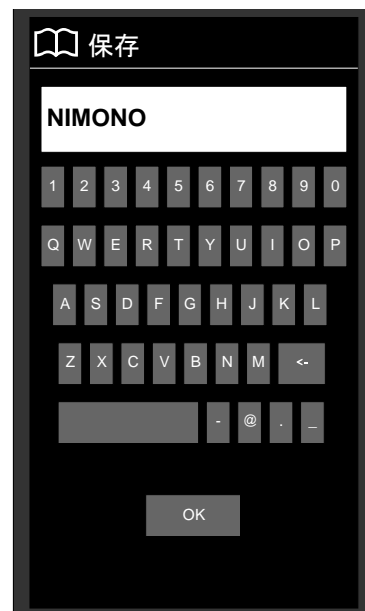 保存
NIMONO
1 2 3 4 5 6 7 8 9 0
Q W E R T Y U I O P
A S D F G H J K L
Z X C V B N M <-
- @ . _
OK